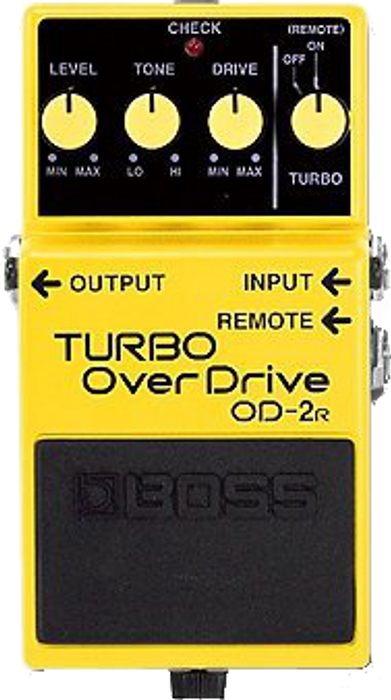 CHECK
(REMOTE)
ON
OFF
LEVEL TONE DRIVE
MIN MAX LO HI MIN MAX
TURBO
OUTPUT INPUT
REMOTE
TURBO
OverDrive
OD-2R
BOSS